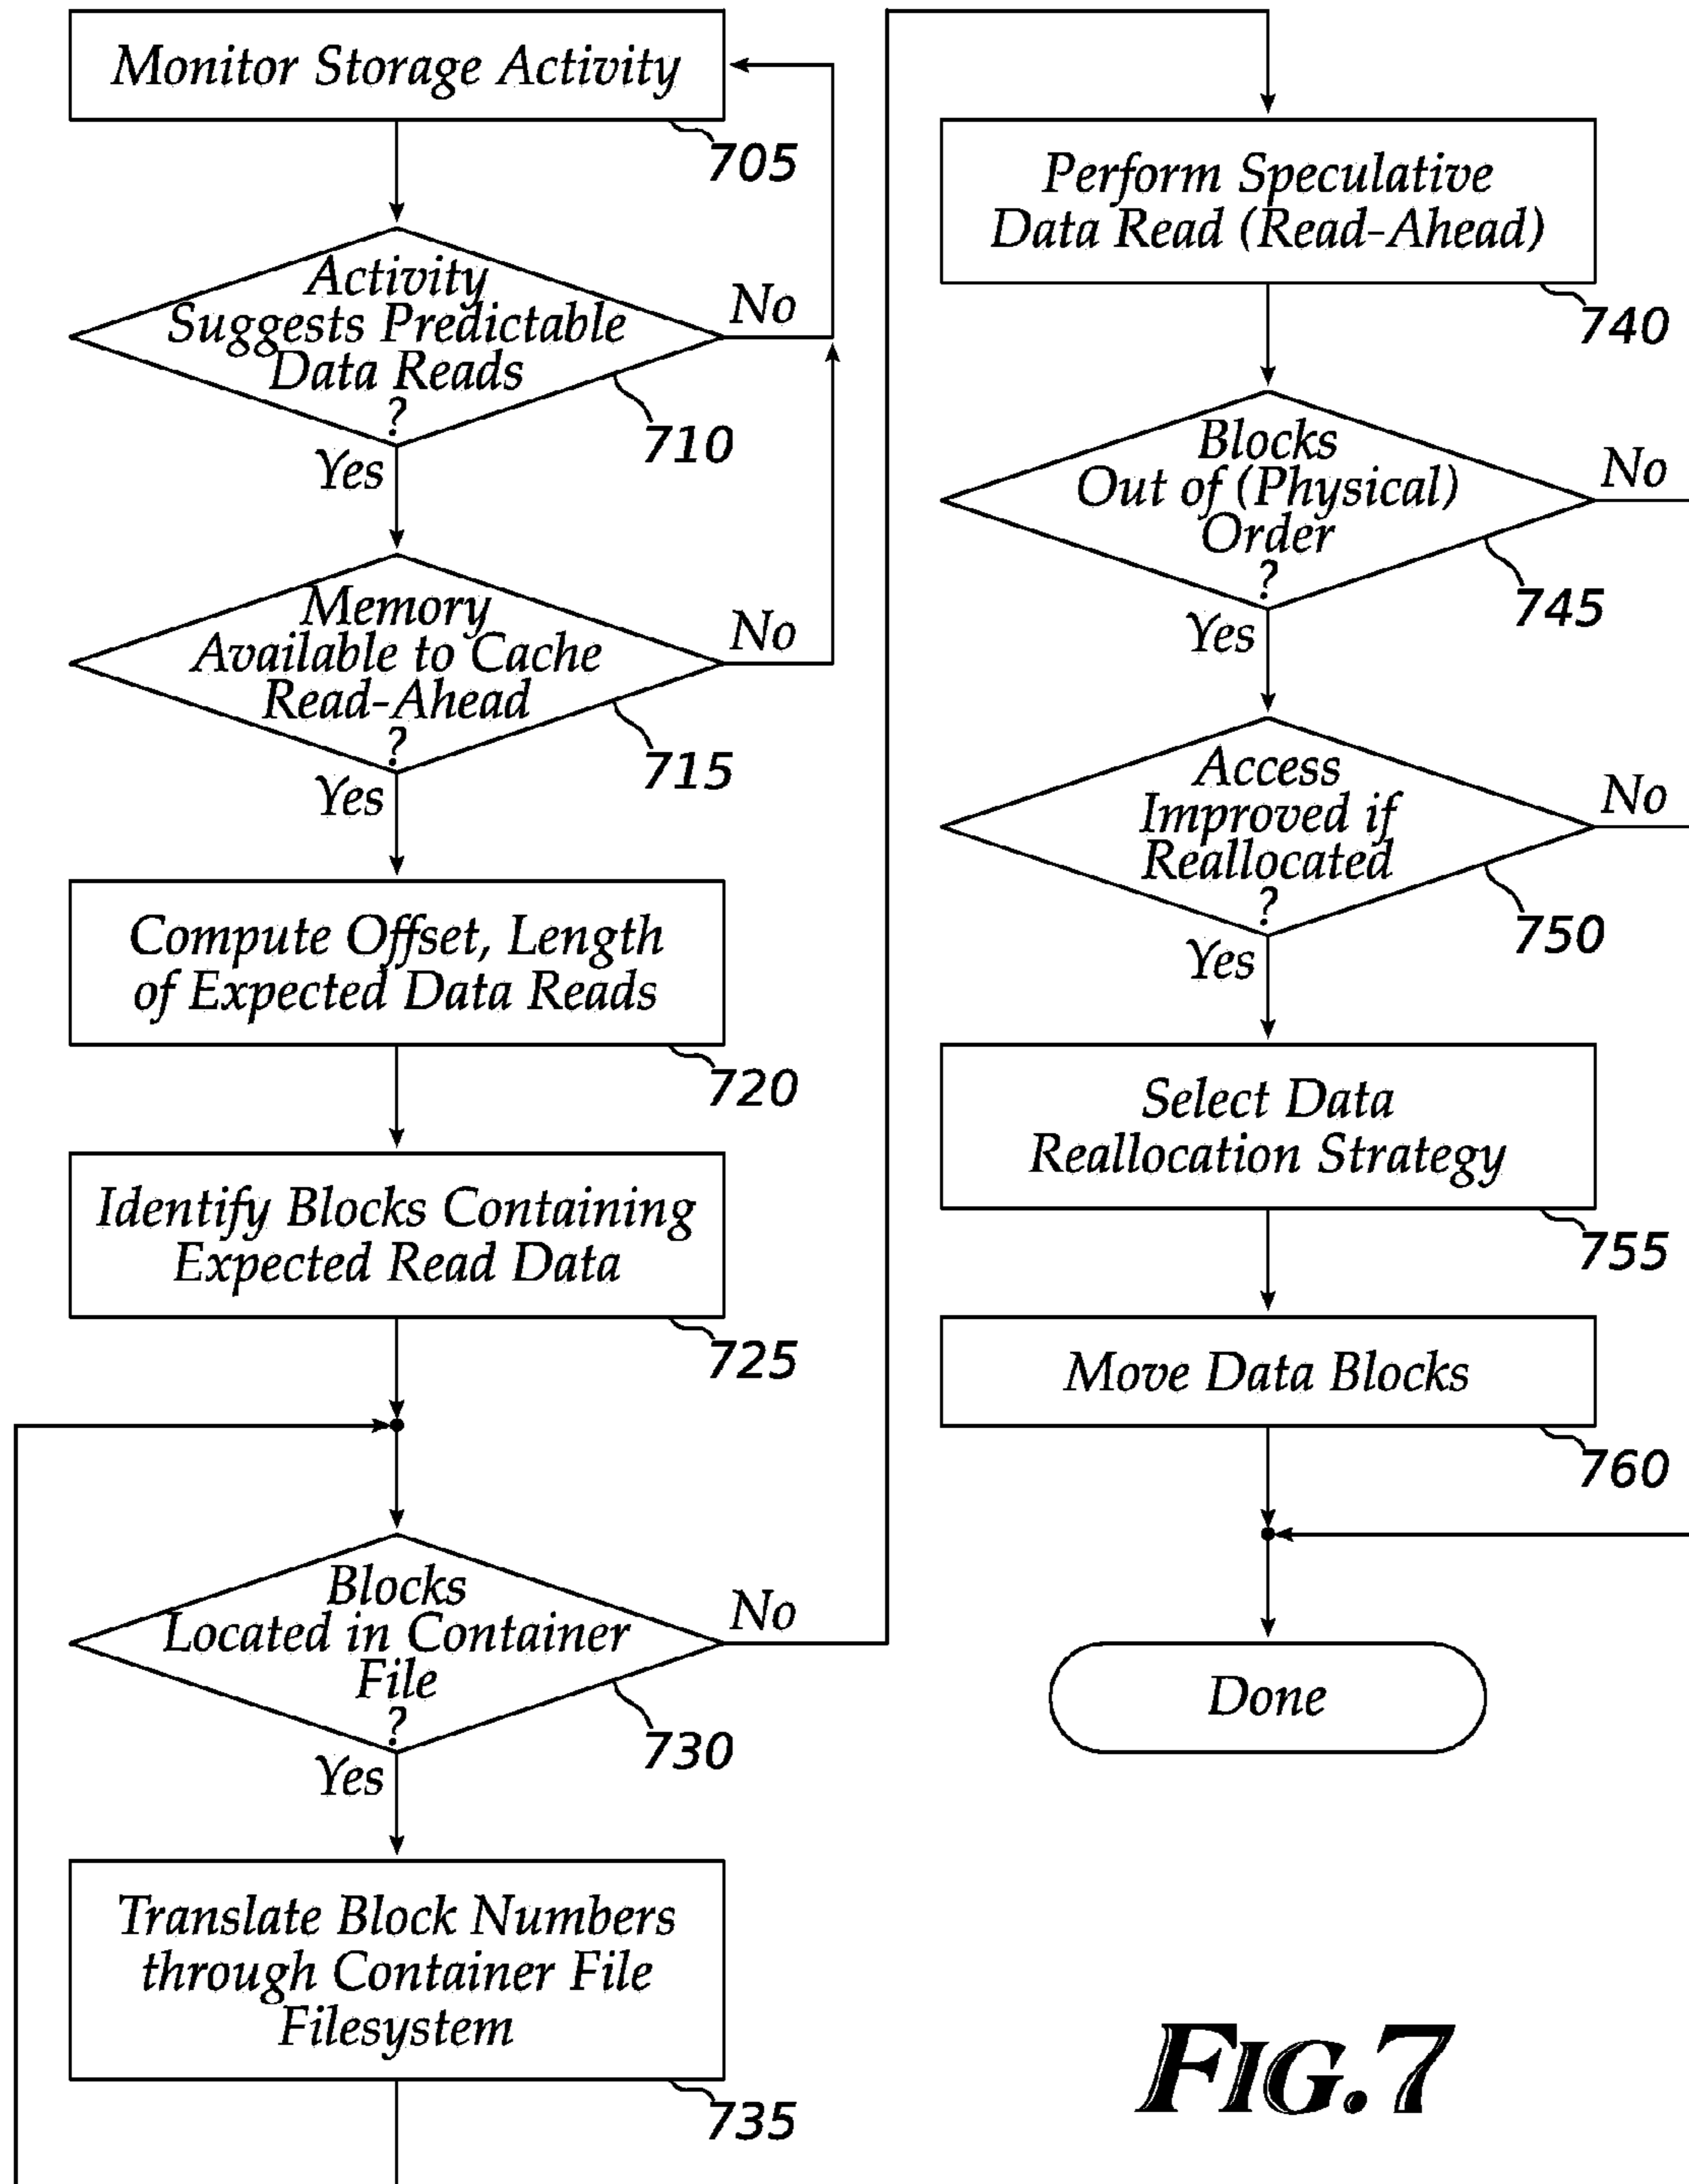 Monitor Storage Activity
705
Activity
Suggests Predictable
Data Reads
?
No
710
Yes
Memory
Available to Cache
Read-Ahead
?
No
715
Yes
Compute Offset, Length
of Expected Data Reads
720
Identify Blocks Containing
Expected Read Data
725
Blocks
Located in Container
File
?
No
730
Yes
Translate Block Numbers
through Container File
Filesystem
735
Perform Speculative
Data Read (Read-Ahead)
740
Blocks
Out of (Physical)
Order
?
No
745
Yes
Access
Improved if
Reallocated
?
No
750
Yes
Select Data
Reallocation Strategy
755
Move Data Blocks
760
Done
FIG.7